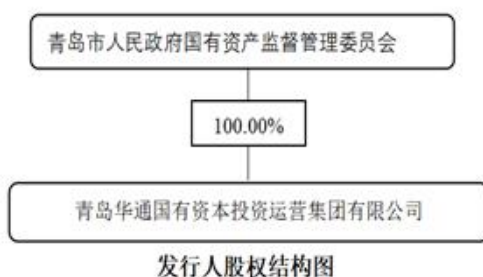 青岛市人民政府国有资产监督管理委员会
100.00%
青岛华通国有资本投资运营集团有限公司
发行人股权结构图